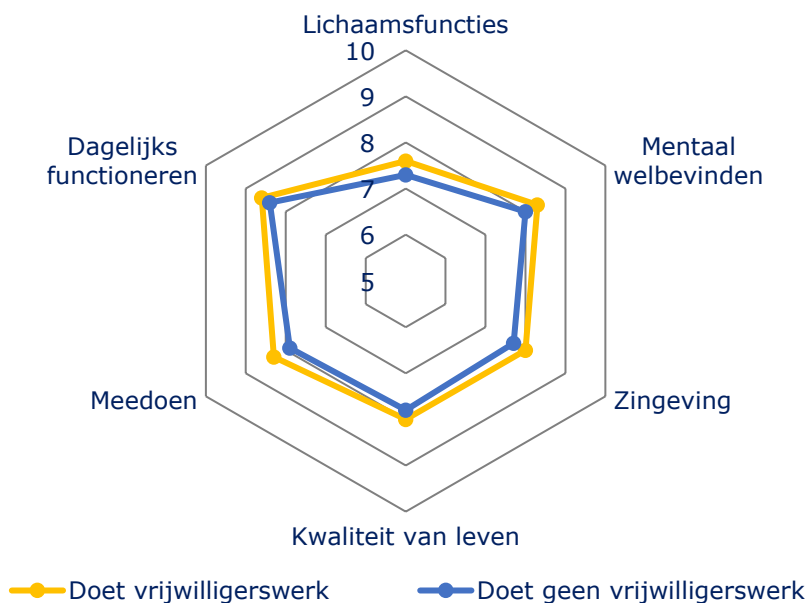 Lichaamsfuncties
10
9
8
7
6
5
Mentaal
welbevinden
Zingeving
Kwaliteit van leven
Meedoen
Dagelijks
functioneren
Doet vrijwilligerswerk
Doet geen vrijwilligerswerk